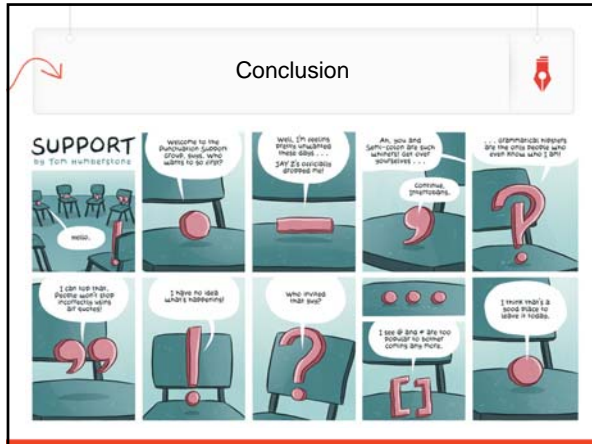 Conclusion
SUPPORT
by Tom Humberstone
Hello.
Welcome to the
Punctuation Support
Group, guys. Who
wants to go first?
Well, I'm feeling
pretty unwanted
these days . . .
JAY Z's officially
dropped me!
Ah, you and
Semi-colon are such
whiners! Get over
yourselves . . .
Continue,
Interrobang.
. . . Grammatical hipsters
are the only people who
even know who I am!
I can top that.
People won't stop
incorrectly using
air quotes!
I have no idea
what's happening!
Who invited
that guy?
I see @ and # are too
popular to bother
coming any more.
I think that's a
good place to
leave it today.